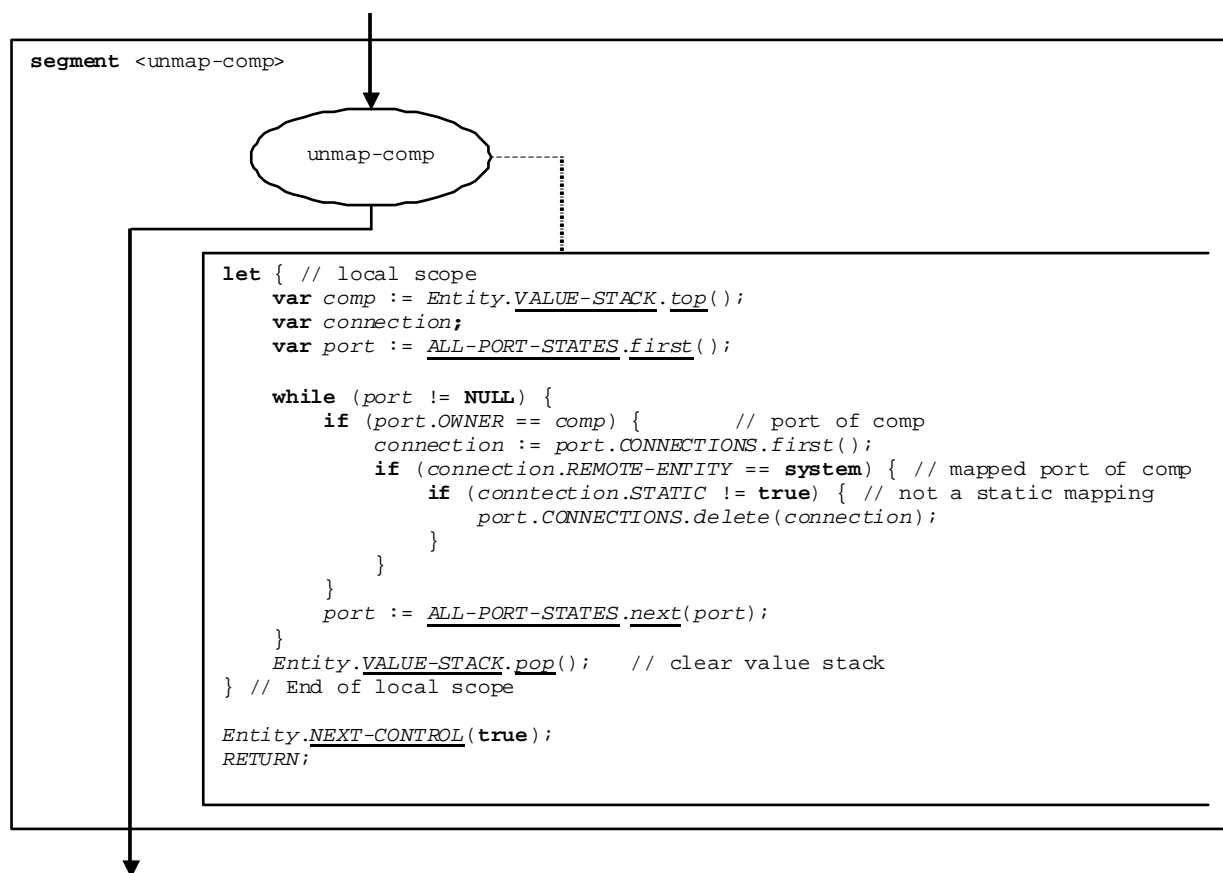 segment <unmap-comp>
unmap-comp
let { // local scope
var comp := Entity.VALUE-STACK.top();
var connection;
var port := ALL-PORT-STATES.first();
while (port != NULL) {
if (port.OWNER == comp) { // port of comp
connection := port.CONNECTIONS.first();
if (connection.REMOTE-ENTITY == system) { // mapped port of comp
if (conntection.STATIC != true) { // not a static mapping
port.CONNECTIONS.delete(connection);
}
}
}
port := ALL-PORT-STATES.next(port);
}
Entity.VALUE-STACK.pop(); // clear value stack
} // End of local scope
Entity.NEXT-CONTROL(true);
RETURN;